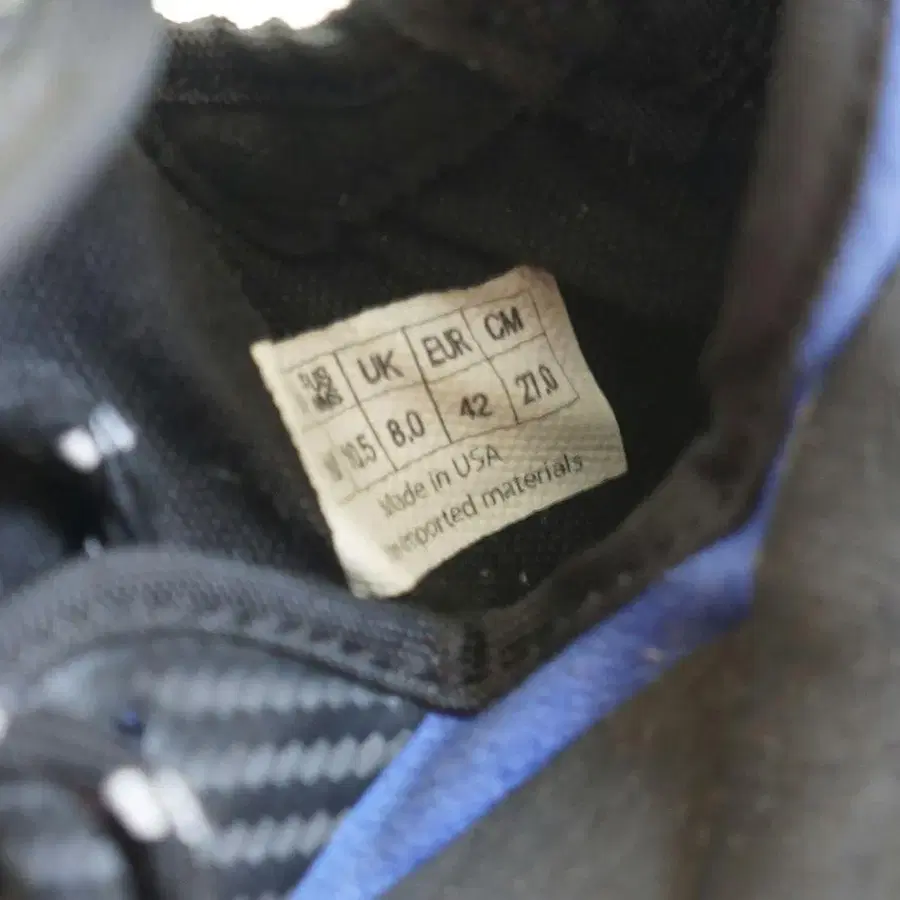 UK EUR CM
10.5 8.0 42 27.0
Made in USA
imported materials